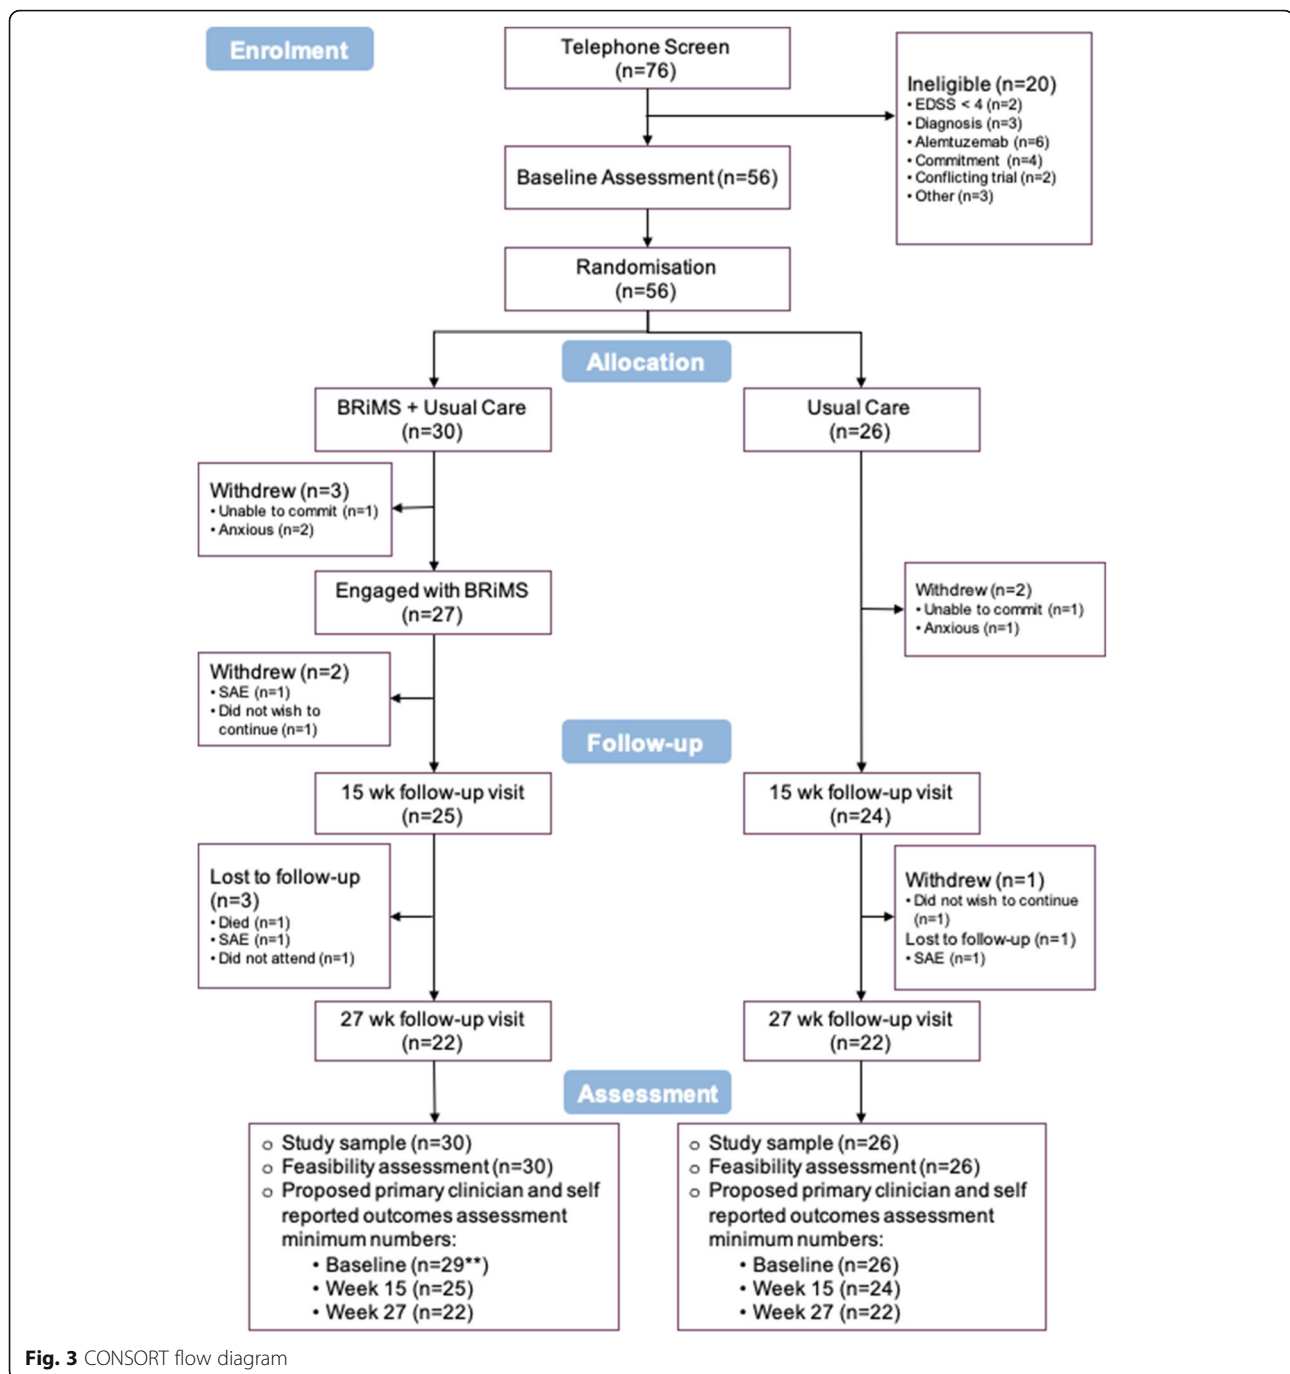 Enrolment
Telephone Screen
(n=76)
Ineligible (n=20)
• EDSS < 4 (n=2)
• Diagnosis (n=3)
• Alemtuzemab (n=6)
• Commitment (n=4)
• Conflicting trial (n=2)
• Other (n=3)
Baseline Assessment (n=56)
Randomisation
(n=56)
Allocation
BRiMS + Usual Care
(n=30)
Usual Care
(n=26)
Withdrew (n=3)
• Unable to commit (n=1)
• Anxious (n=2)
Engaged with BRiMS
(n=27)
Withdrew (n=2)
• Unable to commit (n=1)
• Anxious (n=1)
Withdrew (n=2)
• SAE (n=1)
• Did not wish to
continue (n=1)
Follow-up
15 wk follow-up visit
(n=25)
15 wk follow-up visit
(n=24)
Lost to follow-up
(n=3)
• Died (n=1)
• SAE (n=1)
• Did not attend (n=1)
Withdrew (n=1)
• Did not wish to continue
(n=1)
Lost to follow-up (n=1)
• SAE (n=1)
27 wk follow-up visit
(n=22)
27 wk follow-up visit
(n=22)
Assessment
o Study sample (n=30)
o Feasibility assessment (n=30)
o Proposed primary clinician and self
reported outcomes assessment
minimum numbers:
• Baseline (n=29**)
• Week 15 (n=25)
• Week 27 (n=22)
o Study sample (n=26)
o Feasibility assessment (n=26)
o Proposed primary clinician and self
reported outcomes assessment
minimum numbers:
• Baseline (n=26)
• Week 15 (n=24)
• Week 27 (n=22)
Fig. 3 CONSORT flow diagram